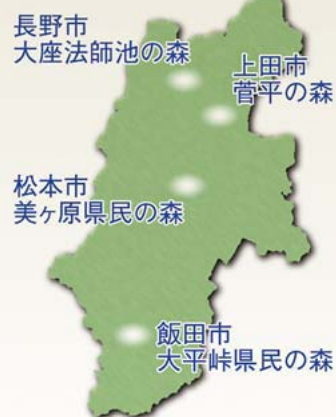 長野市
大座法師池の森
上田市
菅平の森
松本市
美ヶ原県民の森
飯田市
大平峠県民の森